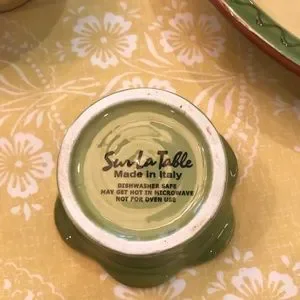 Sur La Table
Made in Italy
DISHWASHER SAFE
MAY GET HOT IN MICROWAVE
NOT FOR OVEN USE